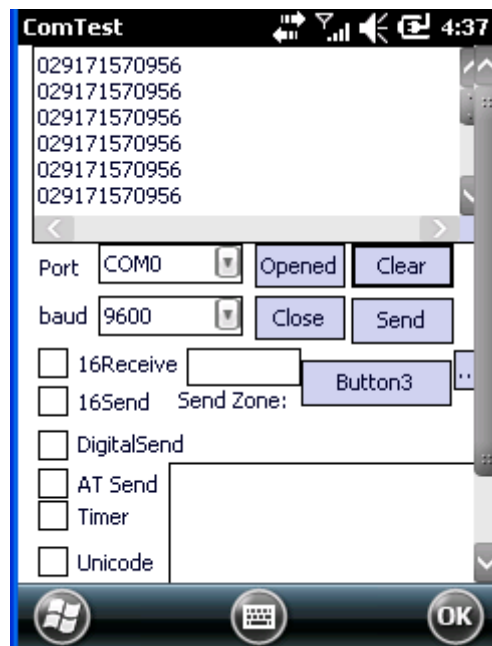 ComTest 4:37
029171570956
029171570956
029171570956
029171570956
029171570956
029171570956
Port COM0 Opened Clear
baud 9600 Close Send
16Receive Button3 ..
16Send Send Zone:
DigitalSend
AT Send
Timer
Unicode
OK